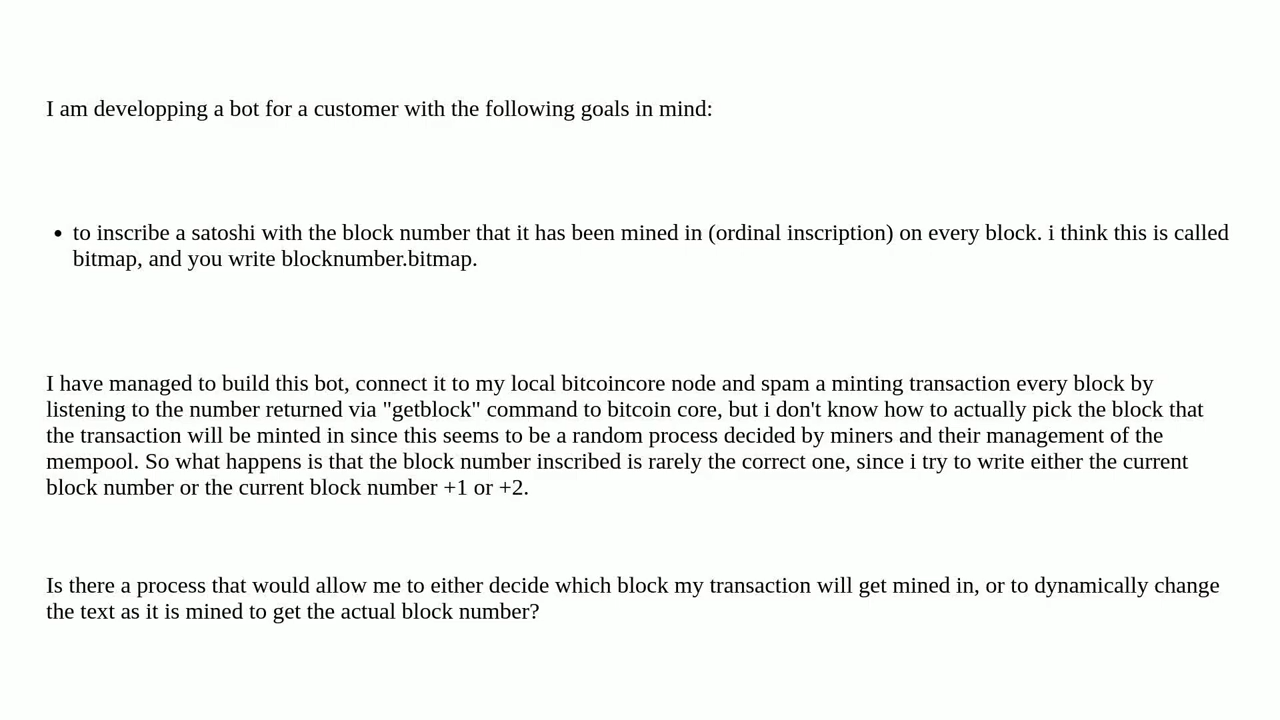 I am developping a bot for a customer with the following goals in mind:
• to inscribe a satoshi with the block number that it has been mined in (ordinal inscription) on every block. i think this is called
bitmap, and you write blocknumber.bitmap.
I have managed to build this bot, connect it to my local bitcoincore node and spam a minting transaction every block by
listening to the number returned via "getblock" command to bitcoin core, but i don't know how to actually pick the block that
the transaction will be minted in since this seems to be a random process decided by miners and their management of the
mempool. So what happens is that the block number inscribed is rarely the correct one, since i try to write either the current
block number or the current block number +1 or +2.
Is there a process that would allow me to either decide which block my transaction will get mined in, or to dynamically change
the text as it is mined to get the actual block number?